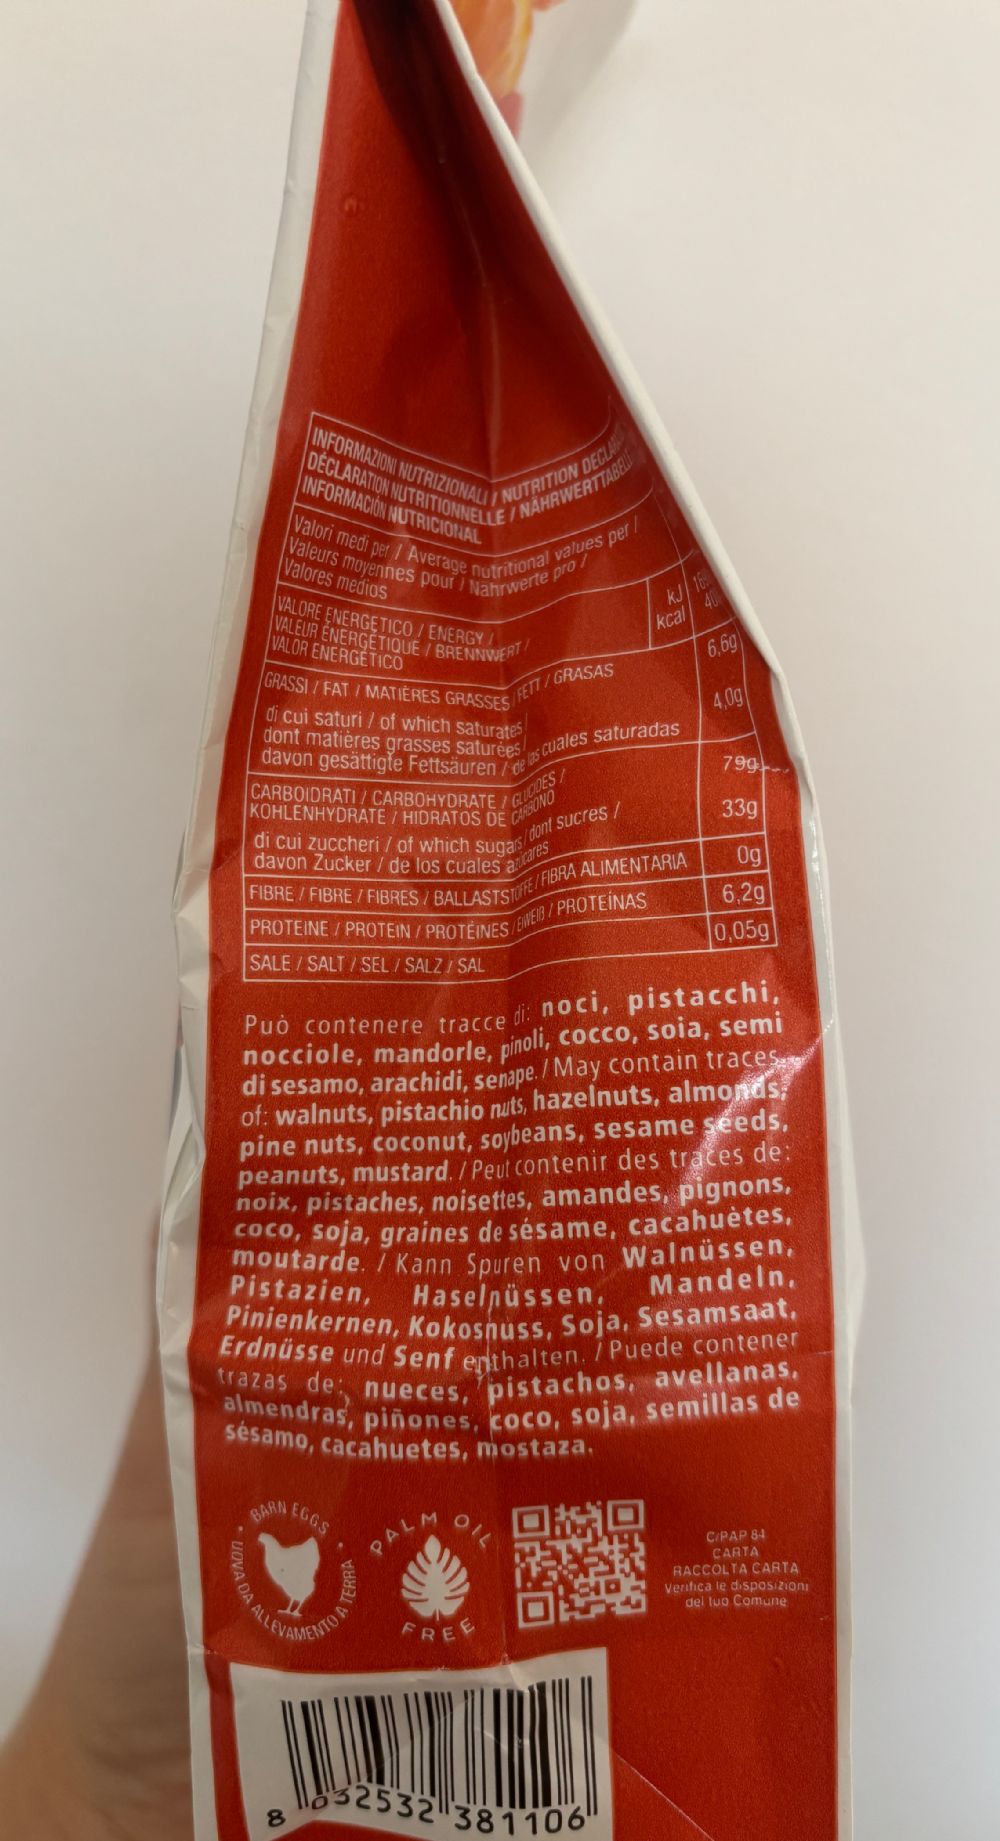 INFORMAZIONI NUTRIZIONALI / NUTRITION
DÉCLARATION NUTRITIONNELLE / NÄHRWERTTABELLE
INFORMACIÓN NUTRICIONAL
Valori medi per / Average nutritional values per /
Valeurs moyennes pour / Nährwerte pro /
Valores medios
VALORE ENERGETICO / ENERGY /
VALEUR ÉNERGÉTIQUE / BRENNWERT /
VALOR ENERGÉTICO
kJ
kcal
GRASSI / FAT / MATIÈRES GRASSES / FETT / GRASAS 6,6g
di cui saturi / of which saturates /
dont matières grasses saturées /
davon gesättigte Fettsäuren / de las cuales saturadas 4,0g
CARBOIDRATI / CARBOHYDRATE / GLUCIDES /
KOHLENHYDRATE / HIDRATOS DE CARBONO 79g
di cui zuccheri / of which sugars / dont sucres /
davon Zucker / de los cuales azúcares 33g
FIBRE / FIBRE / FIBRES / BALLASTSTOFFE / FIBRA ALIMENTARIA 0g
PROTEINE / PROTEIN / PROTÉINES / EIWEIß / PROTEÍNAS 6,2g
SALE / SALT / SEL / SALZ / SAL 0,05g
Può contenere tracce di: noci, pistacchi,
nocciole, mandorle, pinoli, cocco, soia, semi
di sesamo, arachidi, senape. / May contain traces
of: walnuts, pistachio nuts, hazelnuts, almonds,
pine nuts, coconut, soybeans, sesame seeds,
peanuts, mustard. / Peut contenir des traces de:
noix, pistaches, noisettes, amandes, pignons,
coco, soja, graines de sésame, cacahuètes,
moutarde. / Kann Spuren von Walnüssen,
Pistazien, Haselnüssen, Mandeln,
Pinienkernen, Kokosnuss, Soja, Sesamsaat,
Erdnüsse und Senf enthalten. / Puede contener
trazas de: nueces, pistachos, avellanas,
almendras, piñones, coco, soja, semillas de
sésamo, cacahuetes, mostaza.
BARN EGGS
UOVA DA ALLEVAMENTO A TERRA
PALM OIL
FREE
C/PAP 84
CARTA
RACCOLTA CARTA
Verifica le disposizioni
del tuo Comune
8 032532 381106